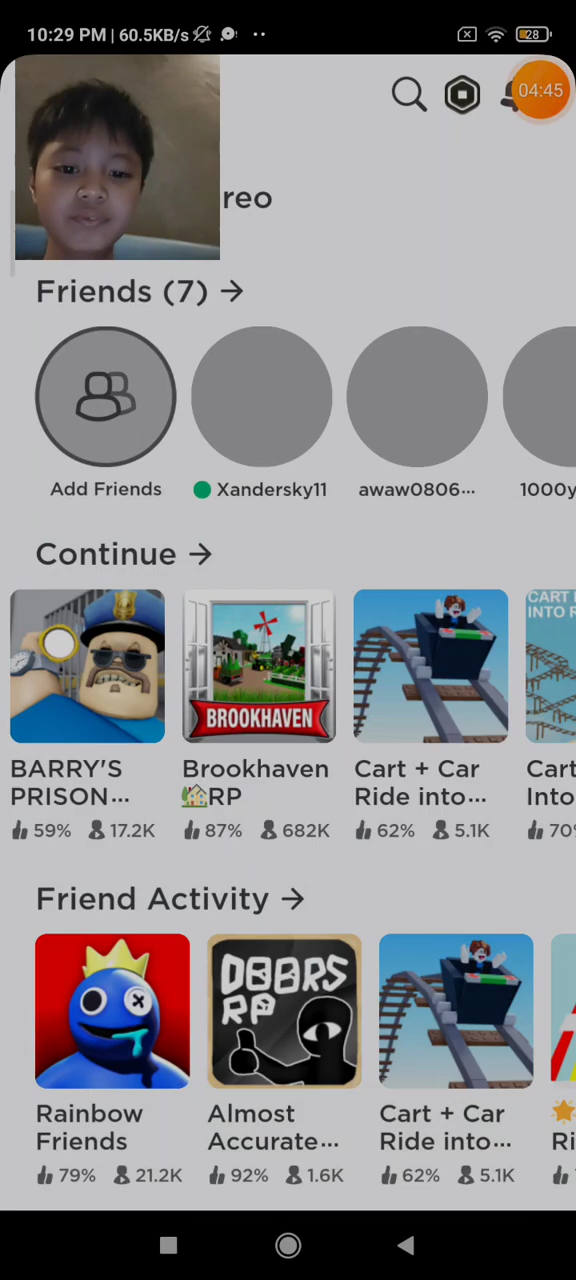 10:29 PM | 60.5KB/s
28
04:45
reo
Friends (7) →
Add Friends
Xandersky11
awaw0806...
1000y
Continue →
CART
INTO R
BROOKHAVEN
BARRY'S
PRISON...
Brookhaven
🏡RP
Cart + Car
Ride into...
Cart
Into
59% 17.2K
87% 682K
62% 5.1K
70%
Friend Activity →
DOORS
RP
Rainbow
Friends
Almost
Accurate...
Cart + Car
Ride into...
Ri
79% 21.2K
92% 1.6K
62% 5.1K